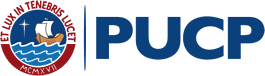 ET LUX IN TENEBRIS LUCET
MCMXVII
PUCP